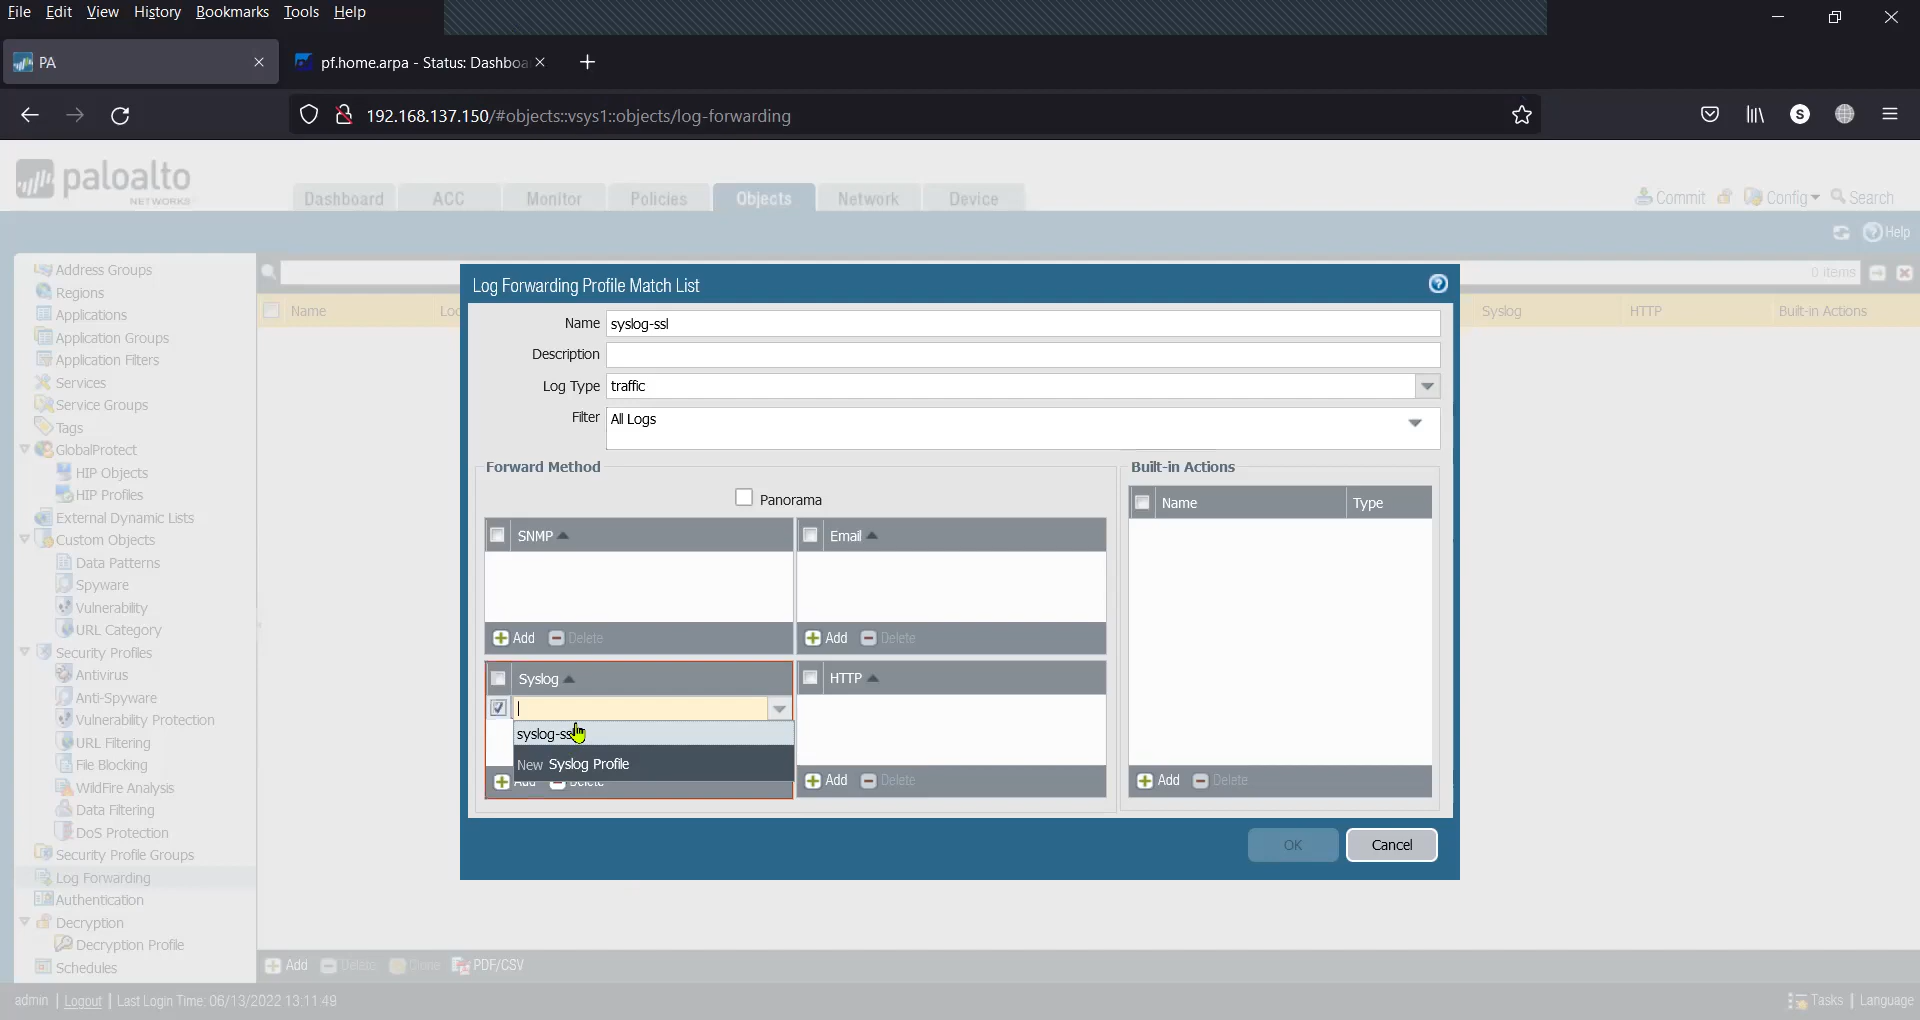 File Edit View History Bookmarks Tools Help
PA
pf.home.arpa - Status: Dashboa
192.168.137.150/#objects::vsys1::objects/log-forwarding
S
paloalto
NETWORKS
Dashboard ACC Monitor Policies Objects Network Device
Commit Config Search
Help
Address Groups
Regions
Applications
Application Groups
Application Filters
Services
Service Groups
Tags
GlobalProtect
HIP Objects
HIP Profiles
External Dynamic Lists
Custom Objects
Data Patterns
Spyware
Vulnerability
URL Category
Security Profiles
Antivirus
Anti-Spyware
Vulnerability Protection
URL Filtering
File Blocking
WildFire Analysis
Data Filtering
DoS Protection
Security Profile Groups
Log Forwarding
Authentication
Decryption
Decryption Profile
Schedules
0 items
Name Loc Syslog HTTP Built-in Actions
Log Forwarding Profile Match List
Name syslog-ssl
Description
Log Type traffic
Filter All Logs
Forward Method
Panorama
SNMP Email
Add Delete Add Delete
Syslog HTTP
syslog-ss
New Syslog Profile
Add Delete Add Delete
Built-in Actions
Name Type
Add Delete
OK Cancel
Add Delete Clone PDF/CSV
admin | Logout | Last Login Time: 06/13/2022 13:11:49
Tasks | Language